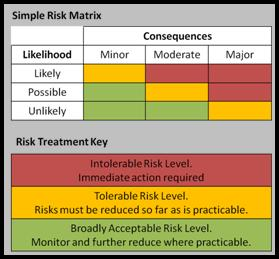 Simple Risk Matrix
Consequences
Likelihood Minor Moderate Major
Likely
Possible
Unlikely
Risk Treatment Key
Intolerable Risk Level.
Immediate action required
Tolerable Risk Level.
Risks must be reduced so far as is practicable.
Broadly Acceptable Risk Level.
Monitor and further reduce where practicable.